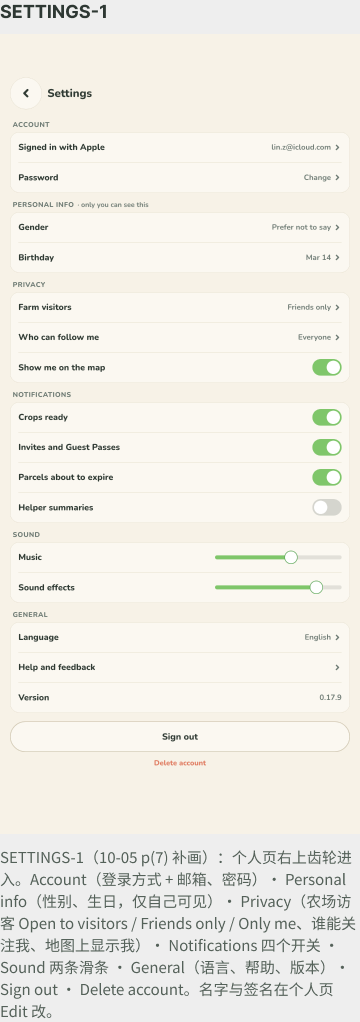 SETTINGS-1
Settings
ACCOUNT
Signed in with Apple lin.z@icloud.com
Password Change
PERSONAL INFO · only you can see this
Gender Prefer not to say
Birthday Mar 14
PRIVACY
Farm visitors Friends only
Who can follow me Everyone
Show me on the map
NOTIFICATIONS
Crops ready
Invites and Guest Passes
Parcels about to expire
Helper summaries
SOUND
Music
Sound effects
GENERAL
Language English
Help and feedback
Version 0.17.9
Sign out
Delete account
SETTINGS-1（10-05 p(7) 补画）：个人页右上齿轮进
入。Account（登录方式 + 邮箱、密码）· Personal
info（性别、生日，仅自己可见）· Privacy（农场访
客 Open to visitors / Friends only / Only me、谁能关
注我、地图上显示我）· Notifications 四个开关 ·
Sound 两条滑条 · General（语言、帮助、版本）·
Sign out · Delete account。名字与签名在个人页
Edit 改。